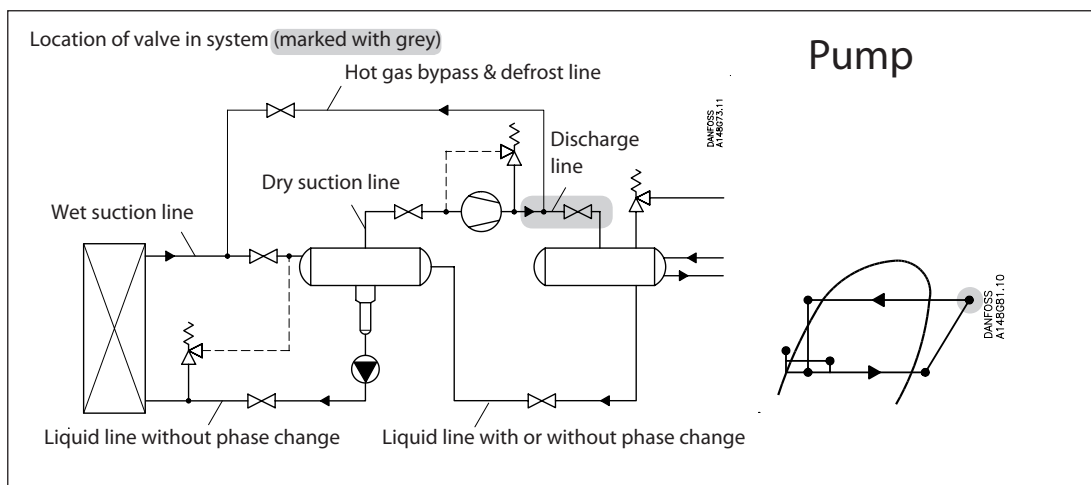 Location of valve in system (marked with grey)
Pump
Hot gas bypass & defrost line
DANFOSS
A148G73.11
Discharge
line
Dry suction line
Wet suction line
DANFOSS
A148G81.10
Liquid line without phase change
Liquid line with or without phase change